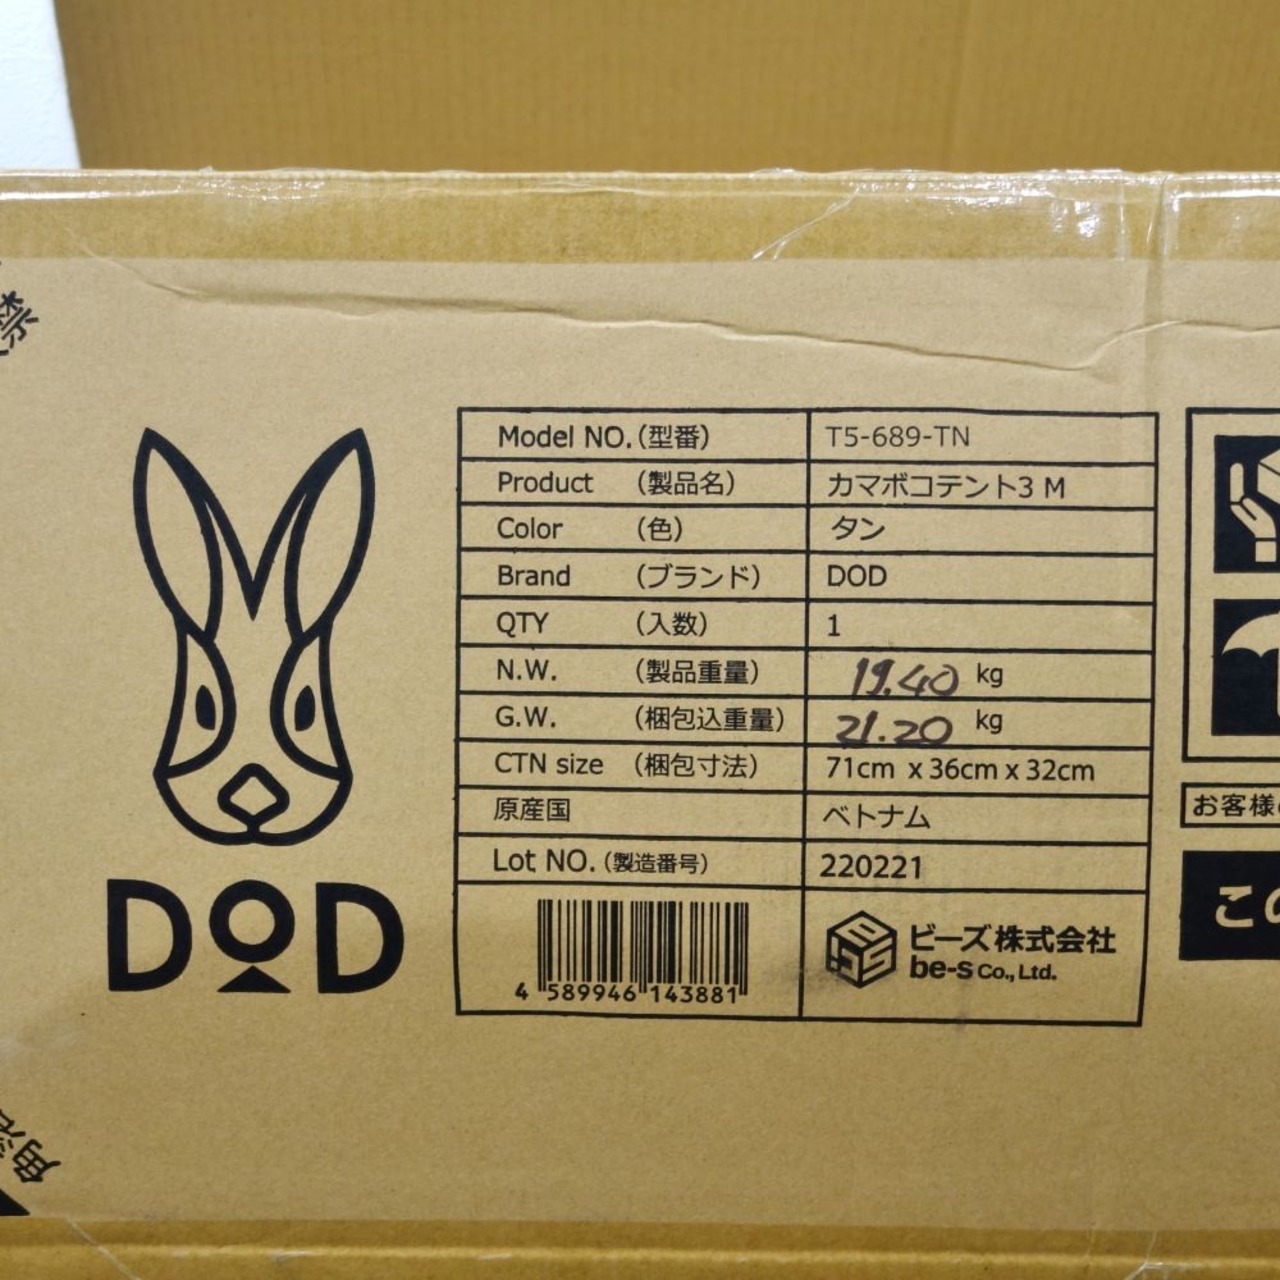 禁
DOD
Model NO.（型番） T5-689-TN
Product （製品名） カマボコテント3 M
Color （色） タン
Brand （ブランド） DOD
QTY （入数） 1
N.W. （製品重量） 19.40 kg
G.W. （梱包込重量） 21.20 kg
CTN size （梱包寸法） 71cm x 36cm x 32cm
原産国 ベトナム
Lot NO.（製造番号） 220221
4 589946 143881
ビーズ株式会社
be-s Co., Ltd.
お客様
こ
角